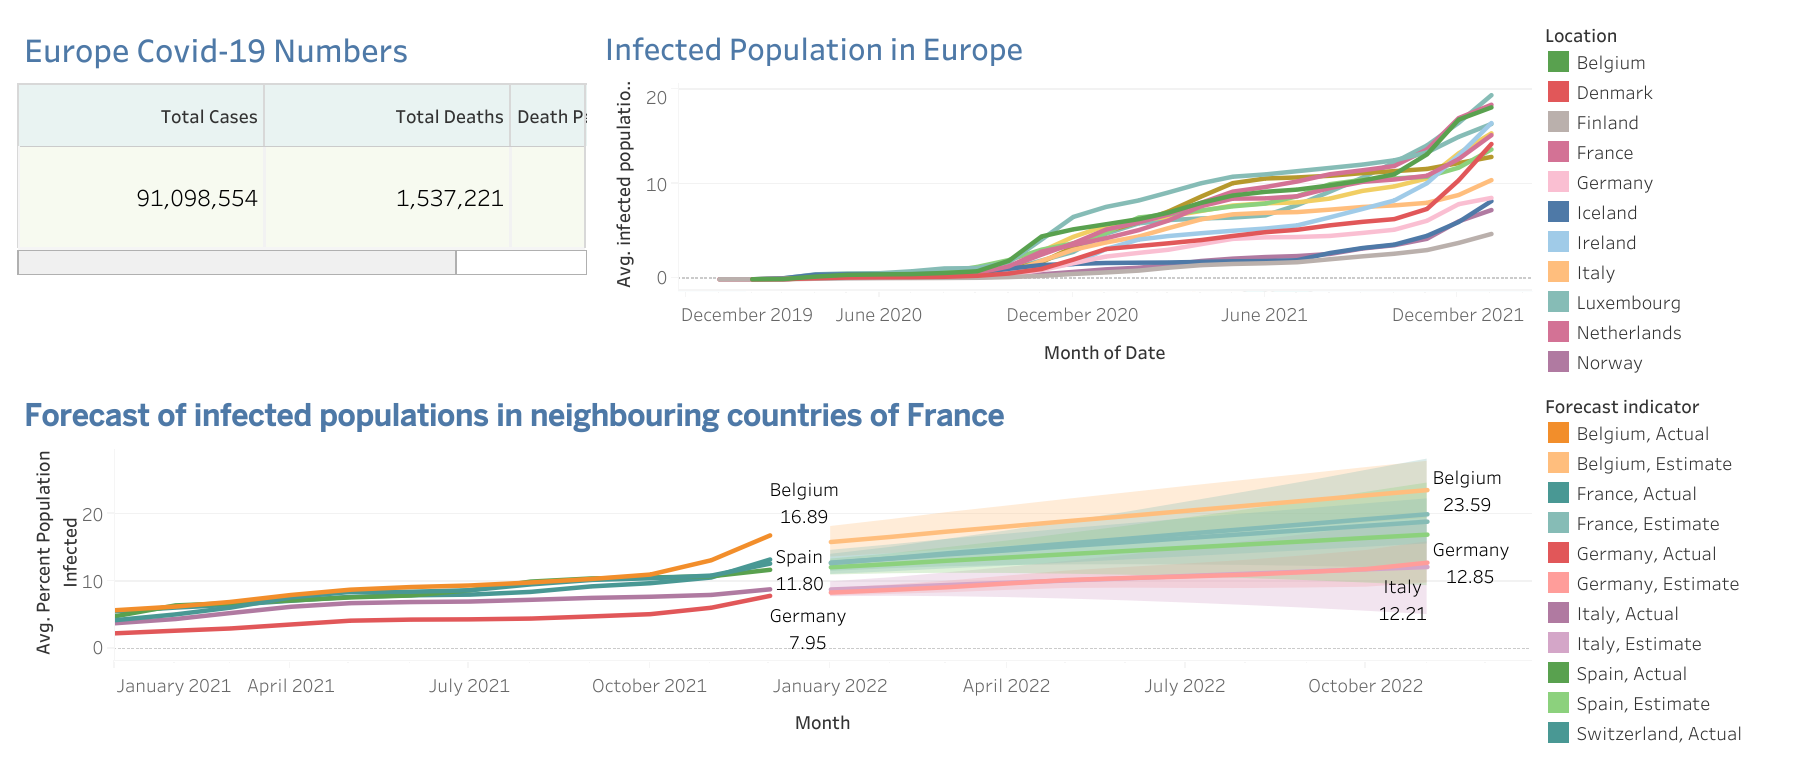 Europe Covid-19 Numbers
Total Cases
Total Deaths
Death
91,098,554
1,537,221
Infected Population in Europe
Avg. infected populatio..
20
10
0
December 2019
June 2020
December 2020
June 2021
December 2021
Month of Date
Location
Belgium
Denmark
Finland
France
Germany
Iceland
Ireland
Italy
Luxembourg
Netherlands
Norway
Forecast of infected populations in neighbouring countries of France
Avg. Percent Population
Infected
20
10
0
Belgium
16.89
Spain
11.80
Germany
7.95
Belgium
23.59
Germany
12.85
Italy
12.21
January 2021
April 2021
July 2021
October 2021
January 2022
April 2022
July 2022
October 2022
Month
Forecast indicator
Belgium, Actual
Belgium, Estimate
France, Actual
France, Estimate
Germany, Actual
Germany, Estimate
Italy, Actual
Italy, Estimate
Spain, Actual
Spain, Estimate
Switzerland, Actual